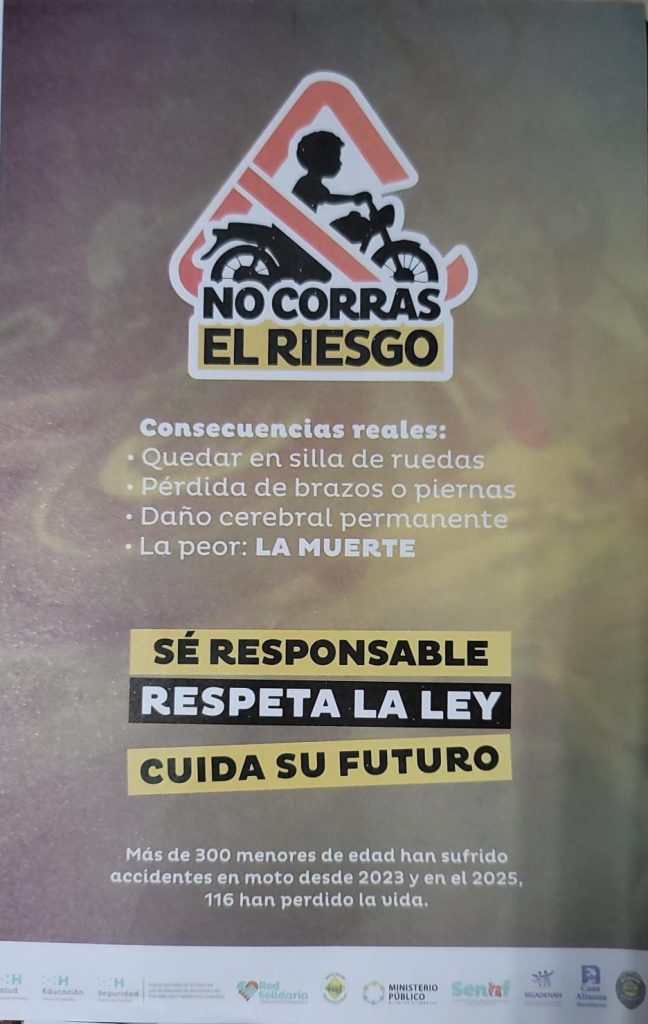 NO CORRAS
EL RIESGO
Consecuencias reales:
• Quedar en silla de ruedas
• Pérdida de brazos o piernas
• Daño cerebral permanente
• La peor: LA MUERTE
SÉ RESPONSABLE
RESPETA LA LEY
CUIDA SU FUTURO
Más de 300 menores de edad han sufrido
accidentes en moto desde 2023 y en el 2025,
116 han perdido la vida.
Educación
Seguridad
Red
Solidaria
MINISTERIO
PÚBLICO
Senaf
Casa
Alianza